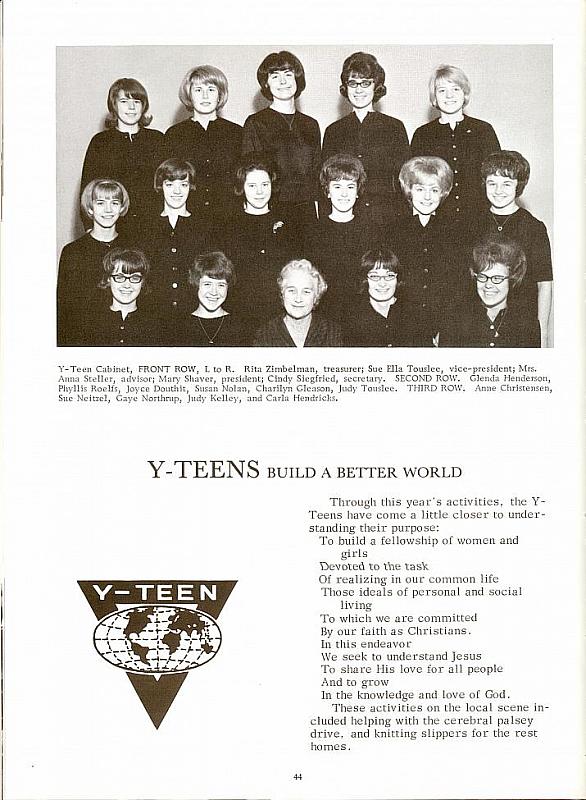 Y-Teen Cabinet, FRONT ROW, L to R. Rita Zimbelman, treasurer; Sue Ella Touslee, vice-president; Mrs.
Anna Steller, advisor; Mary Shaver, president; Cindy Siegfried, secretary. SECOND ROW. Glenda Henderson,
Phyllis Roelfs, Joyce Douthit, Susan Nolan, Charilyn Gleason, Judy Touslee. THIRD ROW. Anne Christensen,
Sue Neitzel, Gaye Northrup, Judy Kelley, and Carla Hendricks.
Y-TEENS BUILD A BETTER WORLD
Through this year's activities, the Y-
Teens have come a little closer to under-
standing their purpose:
To build a fellowship of women and
girls
Devoted to the task
Of realizing in our common life
Those ideals of personal and social
living
To which we are committed
By our faith as Christians.
In this endeavor
We seek to understand Jesus
To share His love for all people
And to grow
In the knowledge and love of God.
These activities on the local scene in-
cluded helping with the cerebral palsey
drive, and knitting slippers for the rest
homes.
Y-TEEN
44